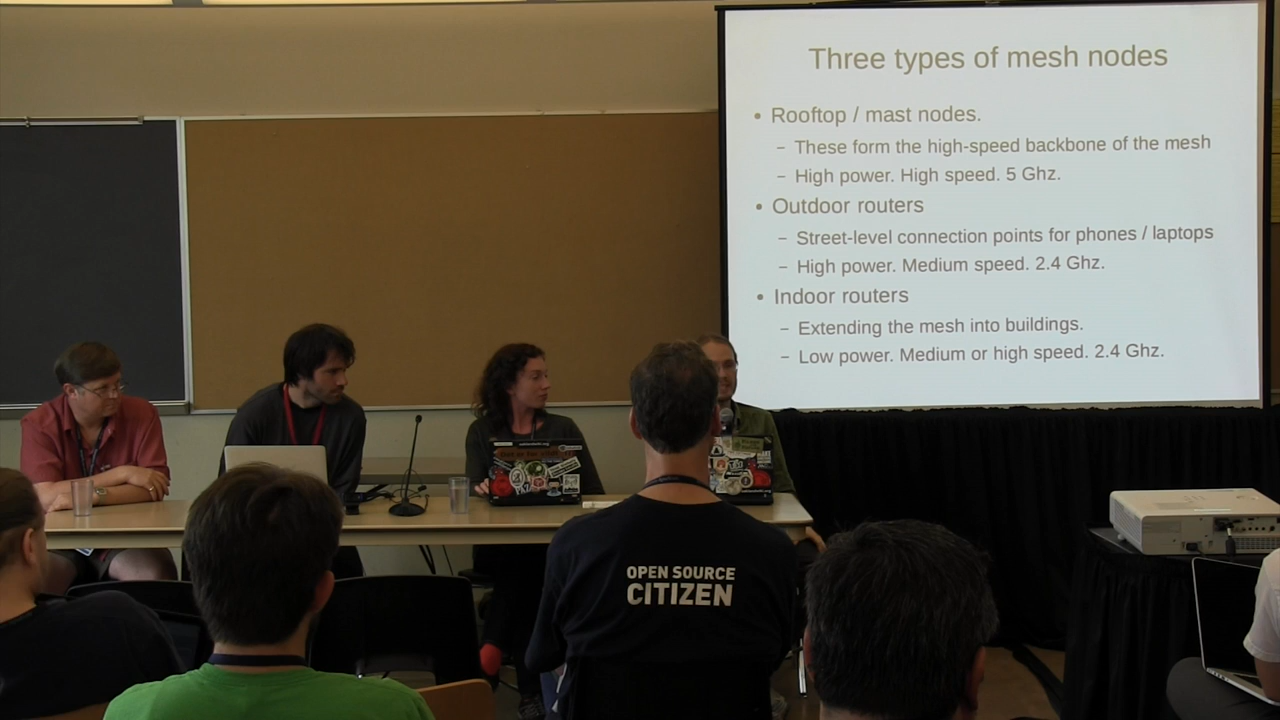 Three types of mesh nodes
• Rooftop / mast nodes.
– These form the high-speed backbone of the mesh
– High power. High speed. 5 Ghz.
• Outdoor routers
– Street-level connection points for phones / laptops
– High power. Medium speed. 2.4 Ghz.
• Indoor routers
– Extending the mesh into buildings.
– Low power. Medium or high speed. 2.4 Ghz.
OPEN SOURCE
CITIZEN